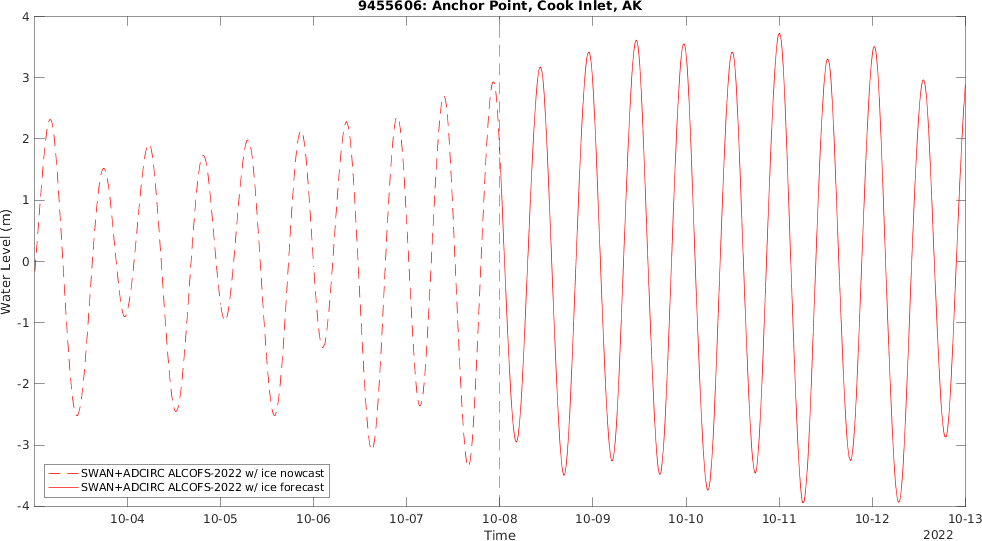 9455606: Anchor Point, Cook Inlet, AK
4
3
2
1
0
-1
-2
-3
-4
Water Level (m)
SWAN+ADCIRC ALCOFS-2022 w/ ice nowcast
SWAN+ADCIRC ALCOFS-2022 w/ ice forecast
10-04 10-05 10-06 10-07 10-08 10-09 10-10 10-11 10-12 10-13
Time
2022